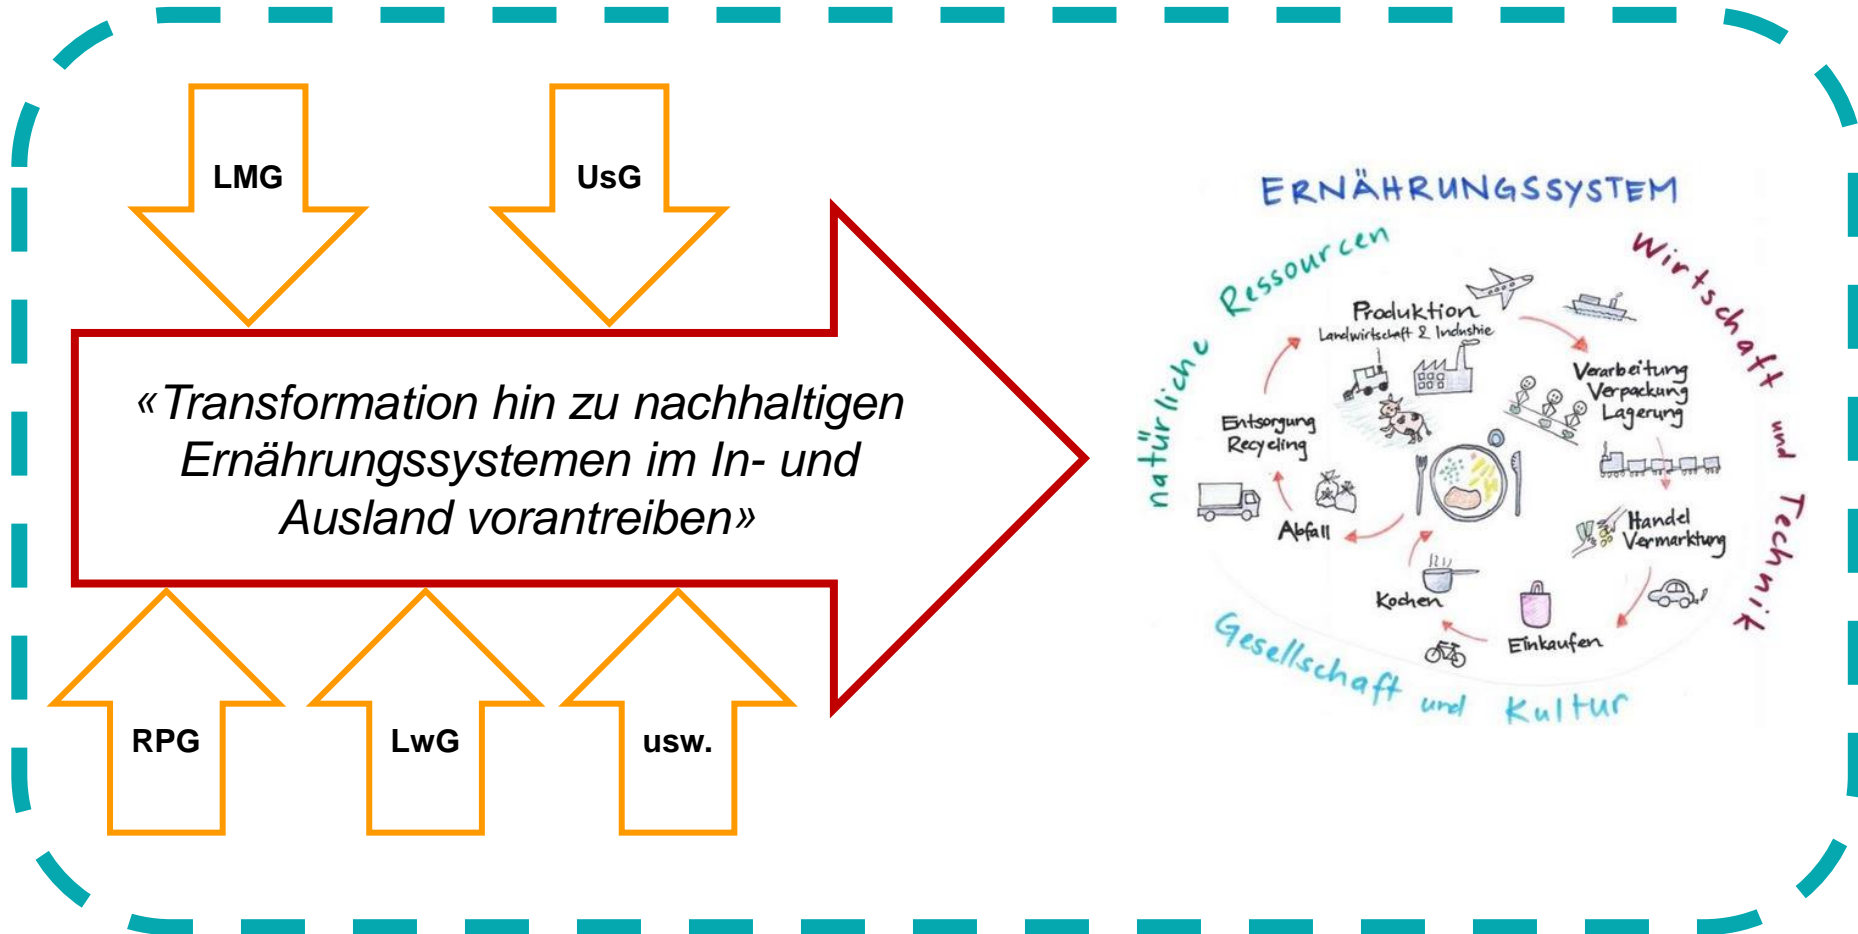 LMG
UsG
«Transformation hin zu nachhaltigen
Ernährungssystemen im In- und
Ausland vorantreiben»
RPG
LwG
usw.
ERNÄHRUNGSSYSTEM
natürliche Ressourcen
Wirtschaft und Technik
Gesellschaft und Kultur
Produktion
Landwirtschaft & Industrie
Verarbeitung
Verpackung
Lagerung
Handel
Vermarktung
Einkaufen
Kochen
Abfall
Entsorgung
Recycling